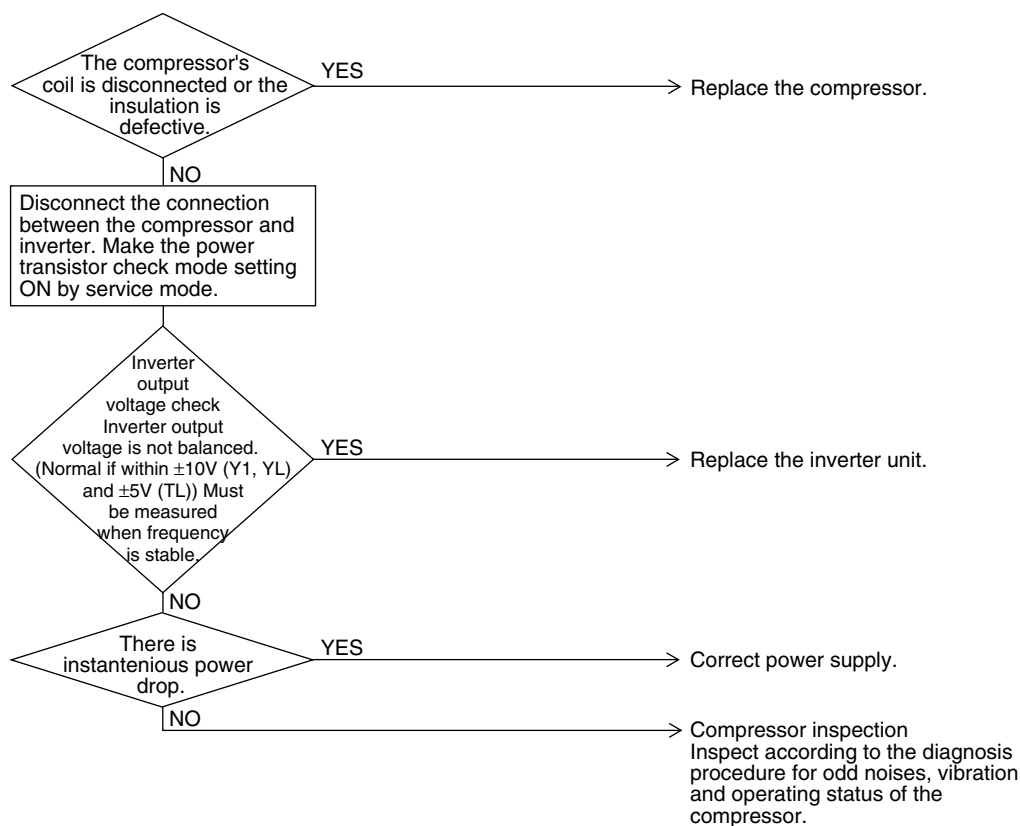 The compressor's
coil is disconnected or the
insulation is
defective.
YES
Replace the compressor.
NO
Disconnect the connection
between the compressor and
inverter. Make the power
transistor check mode setting
ON by service mode.
Inverter
output
voltage check
Inverter output
voltage is not balanced.
(Normal if within ±10V (Y1, YL)
and ±5V (TL)) Must
be measured
when frequency
is stable.
YES
Replace the inverter unit.
NO
There is
instantenious power
drop.
YES
Correct power supply.
NO
Compressor inspection
Inspect according to the diagnosis
procedure for odd noises, vibration
and operating status of the
compressor.